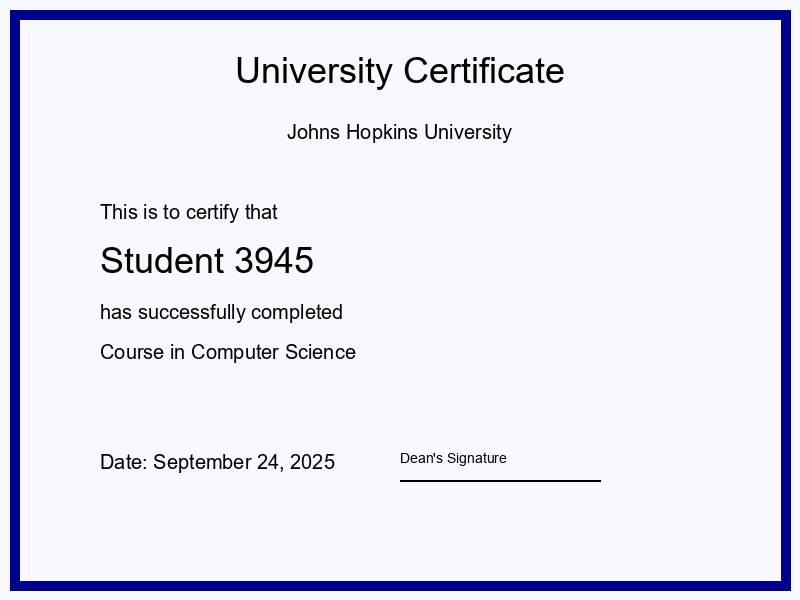 University Certificate
Johns Hopkins University
This is to certify that
Student 3945
has successfully completed
Course in Computer Science
Date: September 24, 2025
Dean's Signature